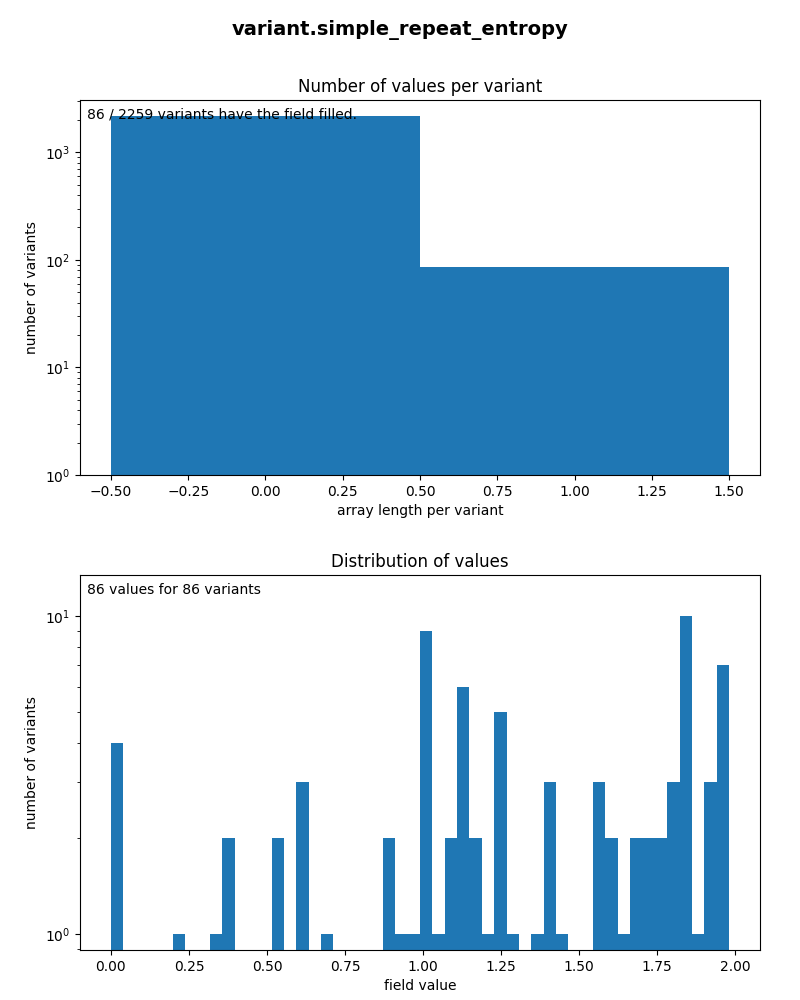 variant.simple_repeat_entropy
Number of values per variant
86 / 2259 variants have the field filled.
number of variants
10³
10²
10¹
10⁰
−0.50 −0.25 0.00 0.25 0.50 0.75 1.00 1.25 1.50
array length per variant
Distribution of values
86 values for 86 variants
number of variants
10¹
10⁰
0.00 0.25 0.50 0.75 1.00 1.25 1.50 1.75 2.00
field value